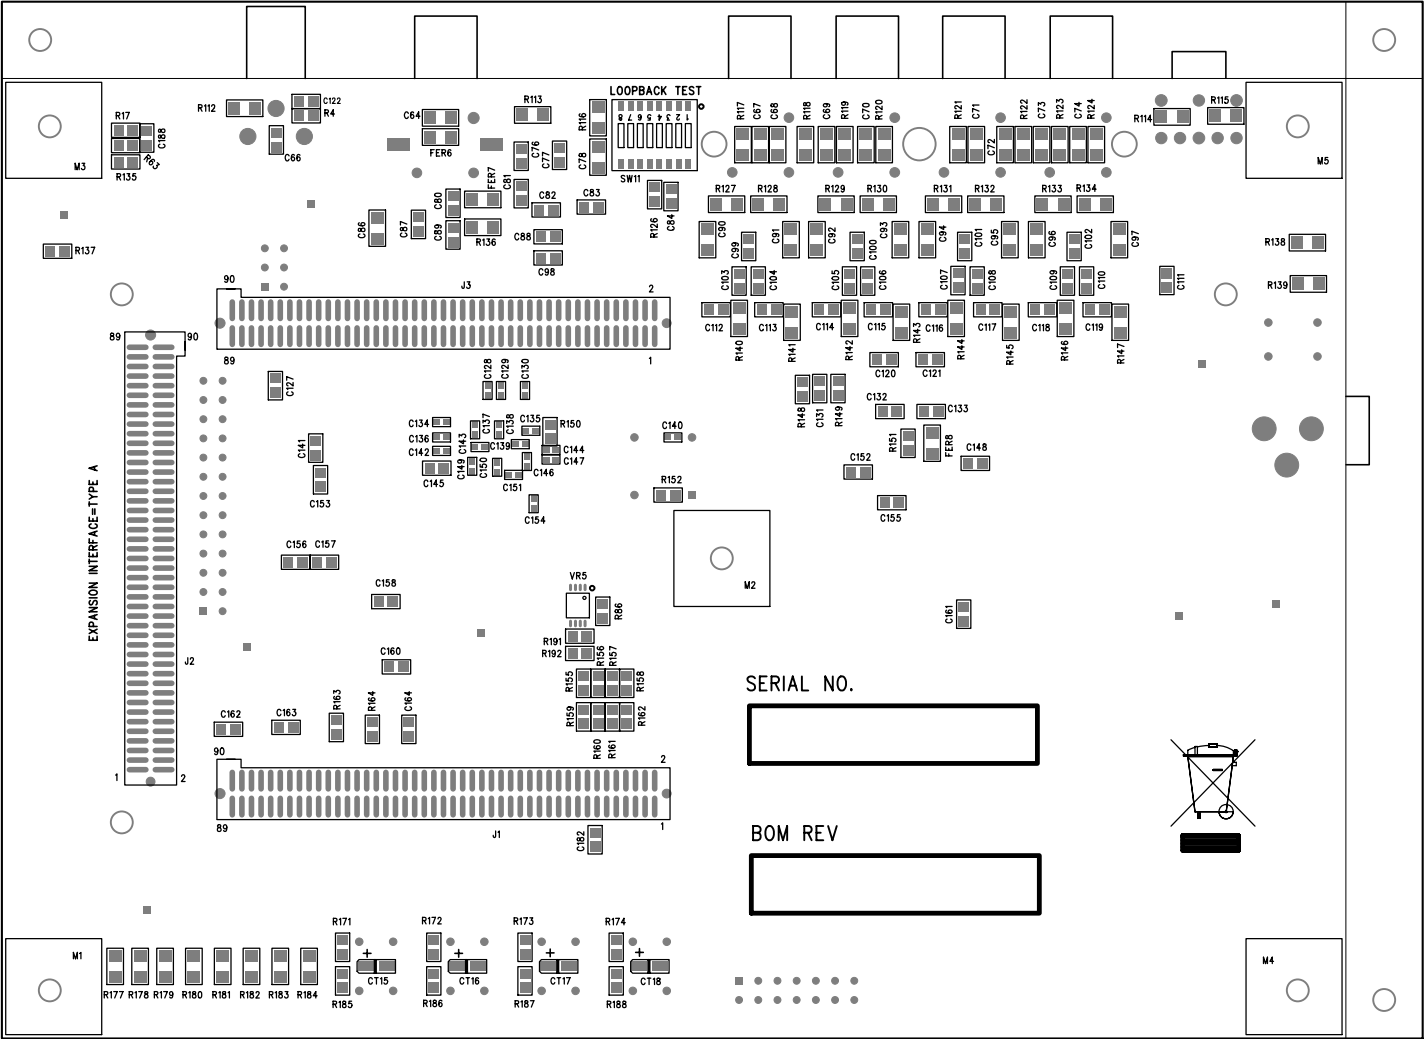 LOOPBACK TEST
R17
C188
R63
R135
M3
R112
C122
R4
C66
C64
FER6
R113
C76
C77
R116
C78
8 7 6 5 4 3 2 1
SW11
R117
C67
C68
R118
C69
R119
C70
R120
R121
C71
C72
R122
C73
R123
C74
R124
R114
R115
M5
FER7
C81
C80
C82
C83
R126
C84
C86
C87
C89
R136
C88
C98
R127
R128
R129
R130
R131
R132
R133
R134
C90
C99
C91
C92
C100
C93
C94
C101
C95
C96
C102
C97
R137
R138
R139
C103
C104
C105
C106
C107
C108
C109
C110
C111
90
J3
2
89
1
C112
R140
C113
R141
C114
R142
C115
R143
C116
R144
C117
R145
C118
R146
C119
R147
C120
C121
89
90
C127
C128
C129
C130
R148
C131
R149
C132
C133
C134
C136
C142
C143
C137
C138
C139
C135
R150
C144
C147
C140
C141
C145
C149
C150
C151
C146
C154
C153
R151
FER8
C148
C152
C155
R152
EXPANSION INTERFACE=TYPE A
J2
1
2
C156
C157
C158
C160
VR5
R86
R191
R192
M2
C161
R155
R156
R157
R158
R159
R160
R161
R162
C162
C163
R163
R164
C164
SERIAL NO.
90
2
89
J1
1
C182
BOM REV
M1
R177
R178
R179
R180
R181
R182
R183
R184
R171
R185
+
CT15
R172
R186
+
CT16
R173
R187
+
CT17
R174
R188
+
CT18
M4